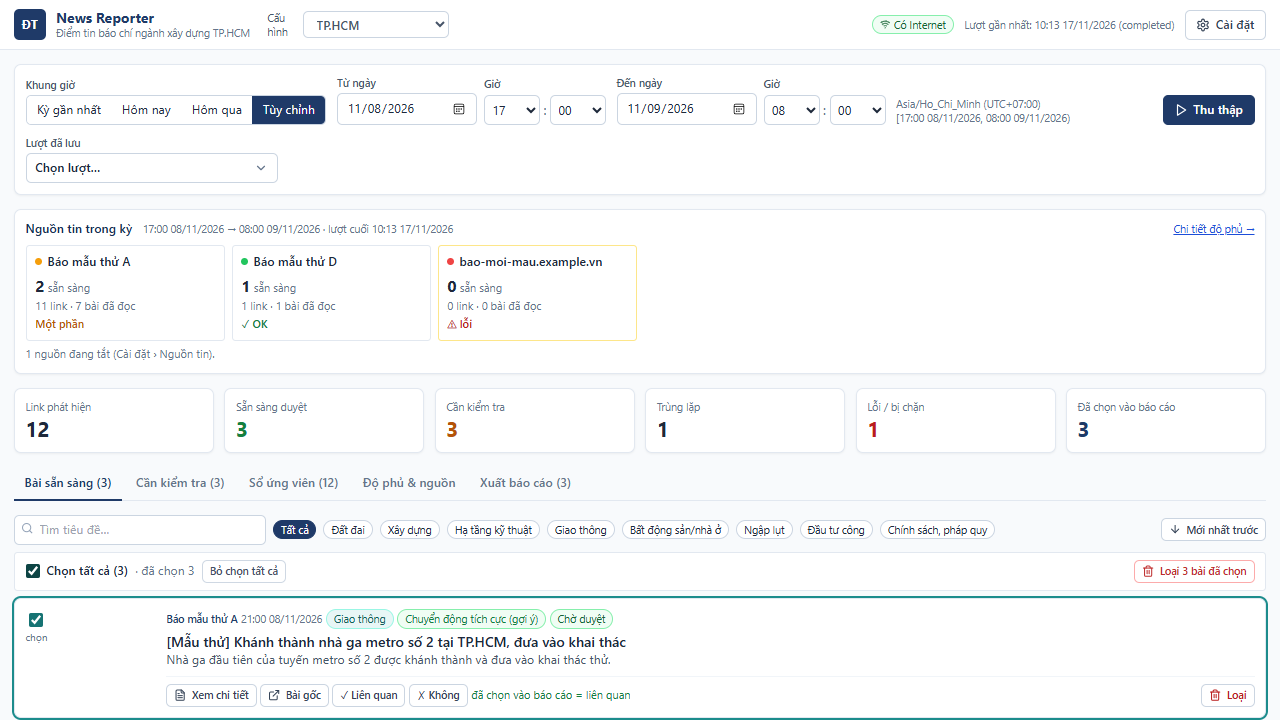 ĐT
News Reporter
Điểm tin báo chí ngành xây dựng TP.HCM
Cấu hình
TP.HCM
Có Internet
Lượt gần nhất: 10:13 17/11/2026 (completed)
Cài đặt
Khung giờ
Kỳ gần nhất Hôm nay Hôm qua Tùy chỉnh
Từ ngày
11/08/2026
Giờ
17 : 00
Đến ngày
11/09/2026
Giờ
08 : 00
Asia/Ho_Chi_Minh (UTC+07:00)
[17:00 08/11/2026, 08:00 09/11/2026)
Thu thập
Lượt đã lưu
Chọn lượt...
Nguồn tin trong kỳ 17:00 08/11/2026 → 08:00 09/11/2026 · lượt cuối 10:13 17/11/2026
Chi tiết độ phủ →
Báo mẫu thử A
2 sẵn sàng
11 link · 7 bài đã đọc
Một phần
Báo mẫu thử D
1 sẵn sàng
1 link · 1 bài đã đọc
✓ OK
bao-moi-mau.example.vn
0 sẵn sàng
0 link · 0 bài đã đọc
⚠ lỗi
1 nguồn đang tắt (Cài đặt › Nguồn tin).
Link phát hiện
12
Sẵn sàng duyệt
3
Cần kiểm tra
3
Trùng lặp
1
Lỗi / bị chặn
1
Đã chọn vào báo cáo
3
Bài sẵn sàng (3) Cần kiểm tra (3) Sổ ứng viên (12) Độ phủ & nguồn Xuất báo cáo (3)
Tìm tiêu đề...
Tất cả Đất đai Xây dựng Hạ tầng kỹ thuật Giao thông Bất động sản/nhà ở Ngập lụt Đầu tư công Chính sách, pháp quy
Mới nhất trước
Chọn tất cả (3) · đã chọn 3 Bỏ chọn tất cả
Loại 3 bài đã chọn
chọn
Báo mẫu thử A 21:00 08/11/2026 Giao thông Chuyển động tích cực (gợi ý) Chờ duyệt
[Mẫu thử] Khánh thành nhà ga metro số 2 tại TP.HCM, đưa vào khai thác
Nhà ga đầu tiên của tuyến metro số 2 được khánh thành và đưa vào khai thác thử.
Xem chi tiết Bài gốc ✓ Liên quan ✗ Không đã chọn vào báo cáo = liên quan
Loại